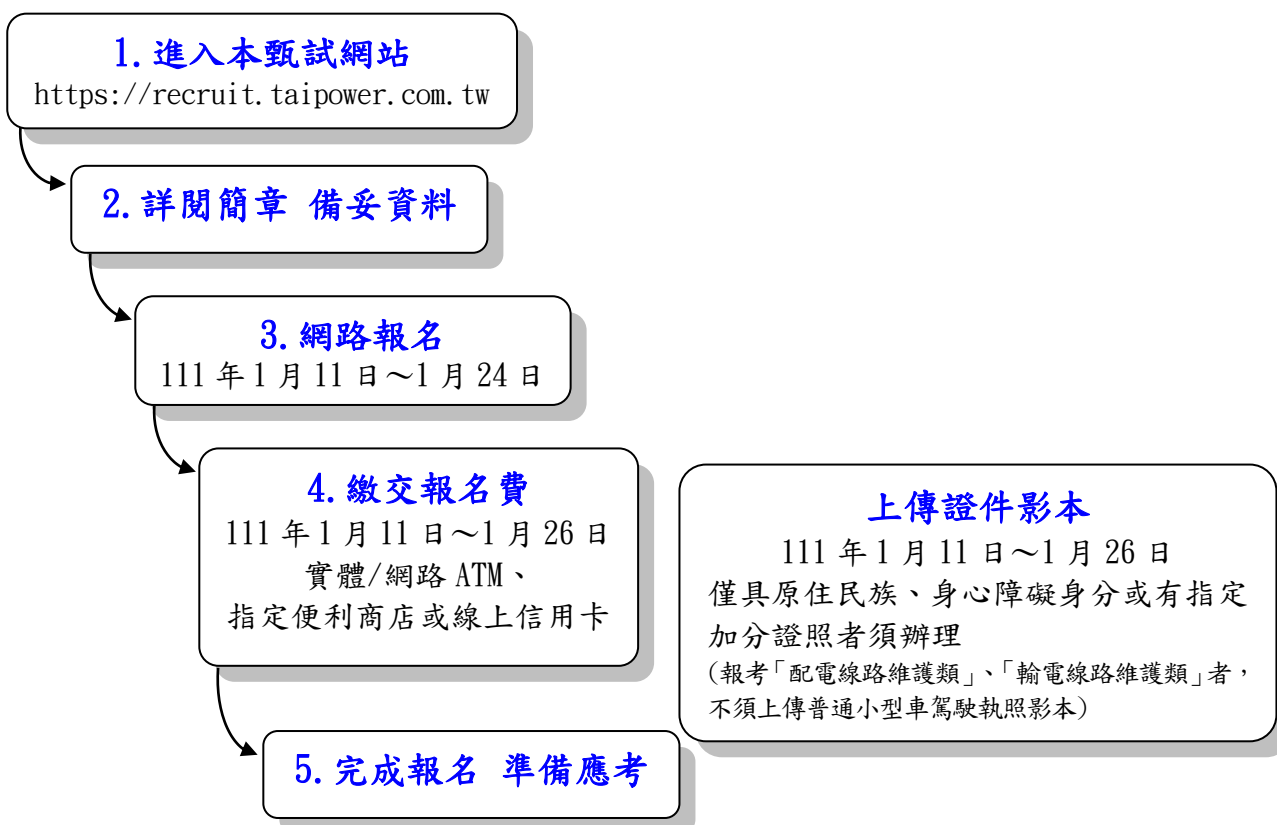 1.進入本甄試網站
https://recruit.taipower.com.tw
2.詳閱簡章 備妥資料
3.網路報名
111年1月11日～1月24日
4.繳交報名費
111年1月11日～1月26日
實體/網路ATM、
指定便利商店或線上信用卡
上傳證件影本
111年1月11日～1月26日
僅具原住民族、身心障礙身分或有指定
加分證照者須辦理
(報考「配電線路維護類」、「輸電線路維護類」者，
不須上傳普通小型車駕駛執照影本)
5.完成報名 準備應考